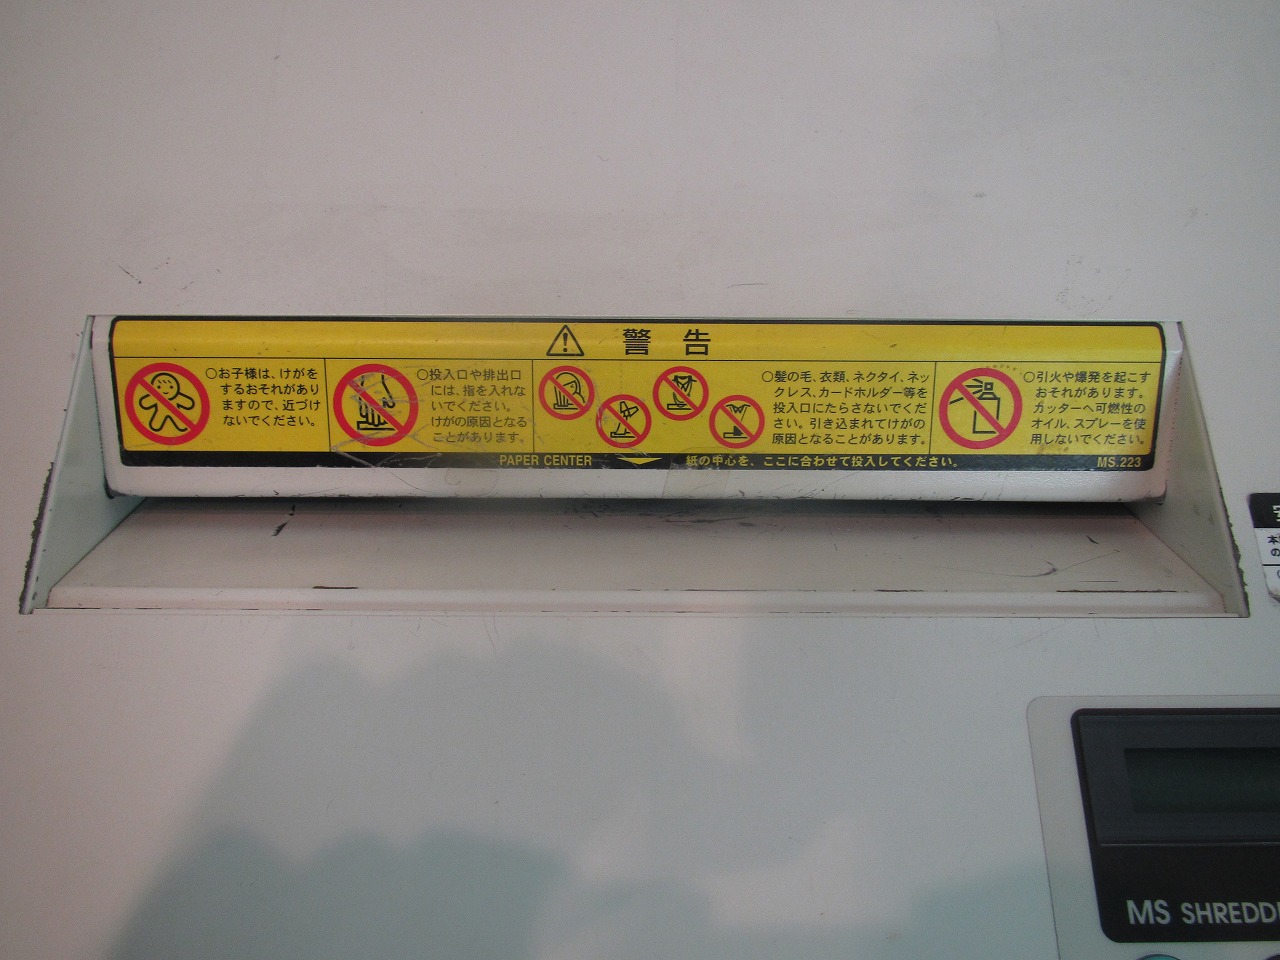 警告
○お子様は、けがを
するおそれがあり
ますので、近づけ
ないでください。
○投入口や排出口
には、指を入れな
いでください。
けがの原因となる
ことがあります。
○髪の毛、衣類、ネクタイ、ネッ
クレス、カードホルダー等を
投入口にたらさないでくだ
さい。引き込まれてけがの
原因となることがあります。
○引火や爆発を起こす
おそれがあります。
カッターへ可燃性の
オイル、スプレーを使
用しないでください。
PAPER CENTER 紙の中心を、ここに合わせて投入してください。 MS.223
MS SHREDD